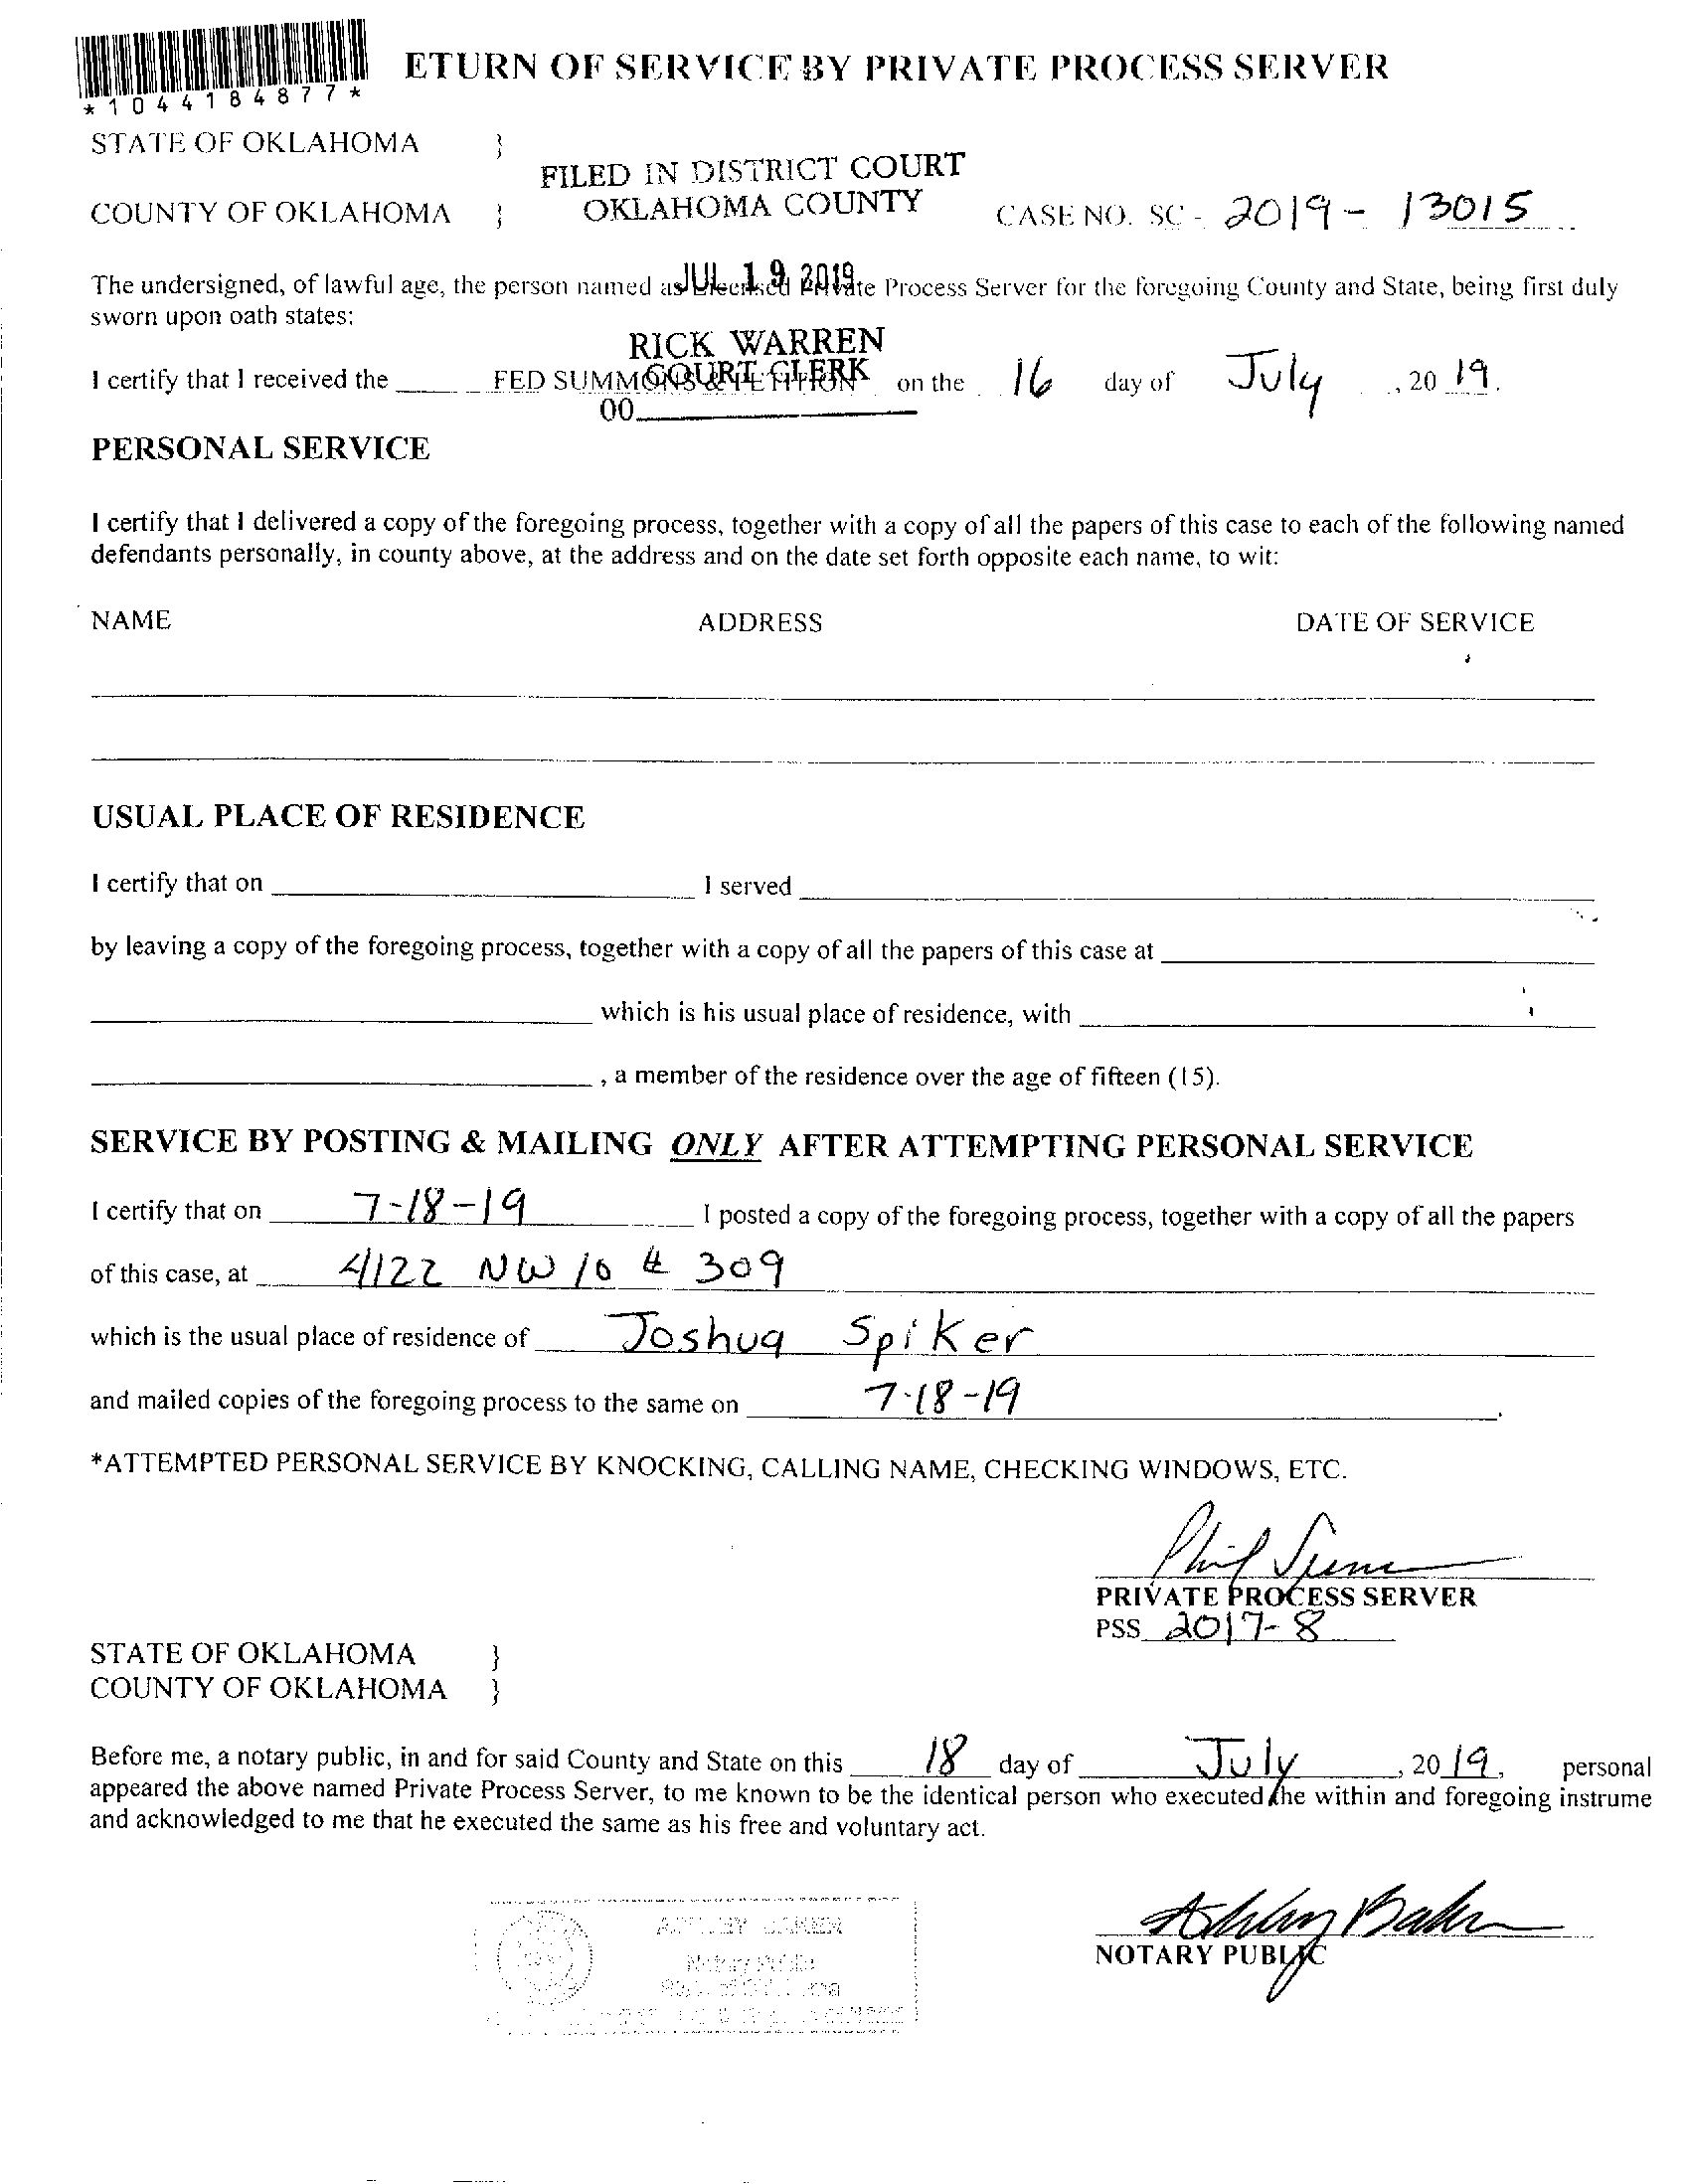 ETURN OF SERVICE BY PRIVATE PROCESS SERVER
*1044184877*
STATE OF OKLAHOMA }
FILED IN DISTRICT COURT
COUNTY OF OKLAHOMA } OKLAHOMA COUNTY CASE NO. SC - 2019 - 13015
JUL 19 2019
The undersigned, of lawful age, the person named as Licensed Private Process Server for the foregoing County and State, being first duly
sworn upon oath states:
RICK WARREN
COURT CLERK
I certify that I received the FED SUMMONS & PETITION on the 16 day of July, 20 19.
00
PERSONAL SERVICE
I certify that I delivered a copy of the foregoing process, together with a copy of all the papers of this case to each of the following named
defendants personally, in county above, at the address and on the date set forth opposite each name, to wit:
NAME ADDRESS DATE OF SERVICE
USUAL PLACE OF RESIDENCE
I certify that on I served
by leaving a copy of the foregoing process, together with a copy of all the papers of this case at
which is his usual place of residence, with
, a member of the residence over the age of fifteen (15).
SERVICE BY POSTING & MAILING ONLY AFTER ATTEMPTING PERSONAL SERVICE
I certify that on 7-18-19 I posted a copy of the foregoing process, together with a copy of all the papers
of this case, at 4122 NW 10 # 309
which is the usual place of residence of Joshua Spiker
and mailed copies of the foregoing process to the same on 7-18-19.
*ATTEMPTED PERSONAL SERVICE BY KNOCKING, CALLING NAME, CHECKING WINDOWS, ETC.
Phil
PRIVATE PROCESS SERVER
PSS 2017-8
STATE OF OKLAHOMA }
COUNTY OF OKLAHOMA }
Before me, a notary public, in and for said County and State on this 18 day of July, 20 19, personal
appeared the above named Private Process Server, to me known to be the identical person who executed the within and foregoing instrume
and acknowledged to me that he executed the same as his free and voluntary act.
Notary Public
NOTARY PUBLIC